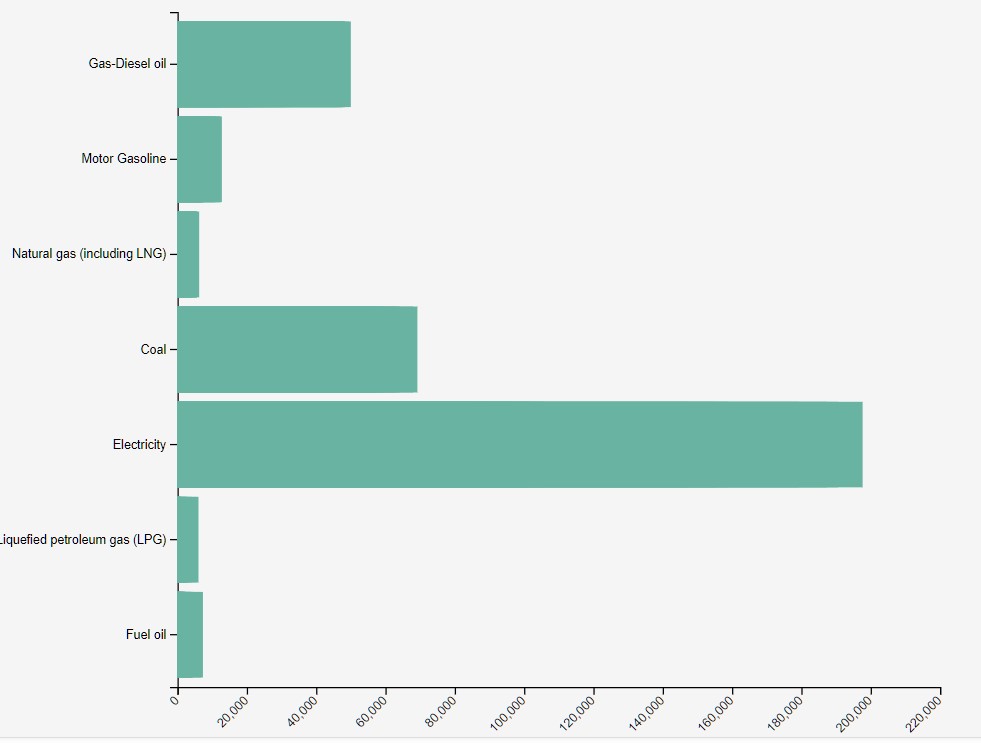 Gas-Diesel oil
Motor Gasoline
Natural gas (including LNG)
Coal
Electricity
Liquefied petroleum gas (LPG)
Fuel oil
0
20,000
40,000
60,000
80,000
100,000
120,000
140,000
160,000
180,000
200,000
220,000